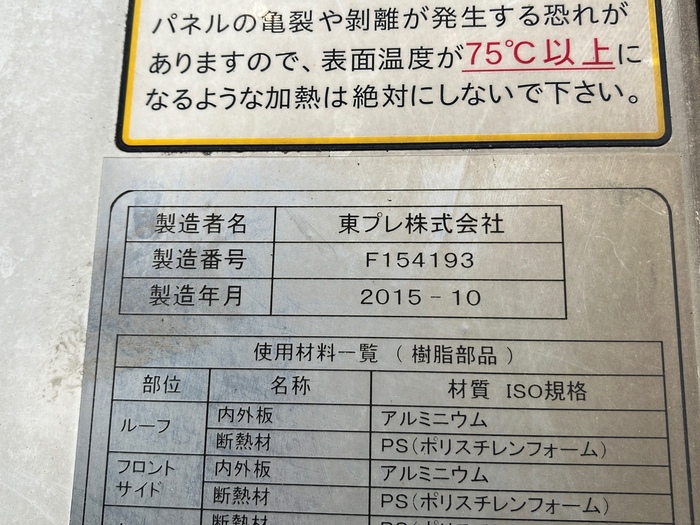 パネルの亀裂や剥離が発生する恐れが
ありますので、表面温度が75℃以上に
なるような加熱は絶対にしないで下さい。
製造者名 東プレ株式会社
製造番号 F154193
製造年月 2015-10
使用材料一覧（樹脂部品）
部位 名称 材質 ISO規格
ルーフ 内外板 アルミニウム
断熱材 PS(ポリスチレンフォーム)
フロント
サイド 内外板 アルミニウム
断熱材 PS(ポリスチレンフォーム)